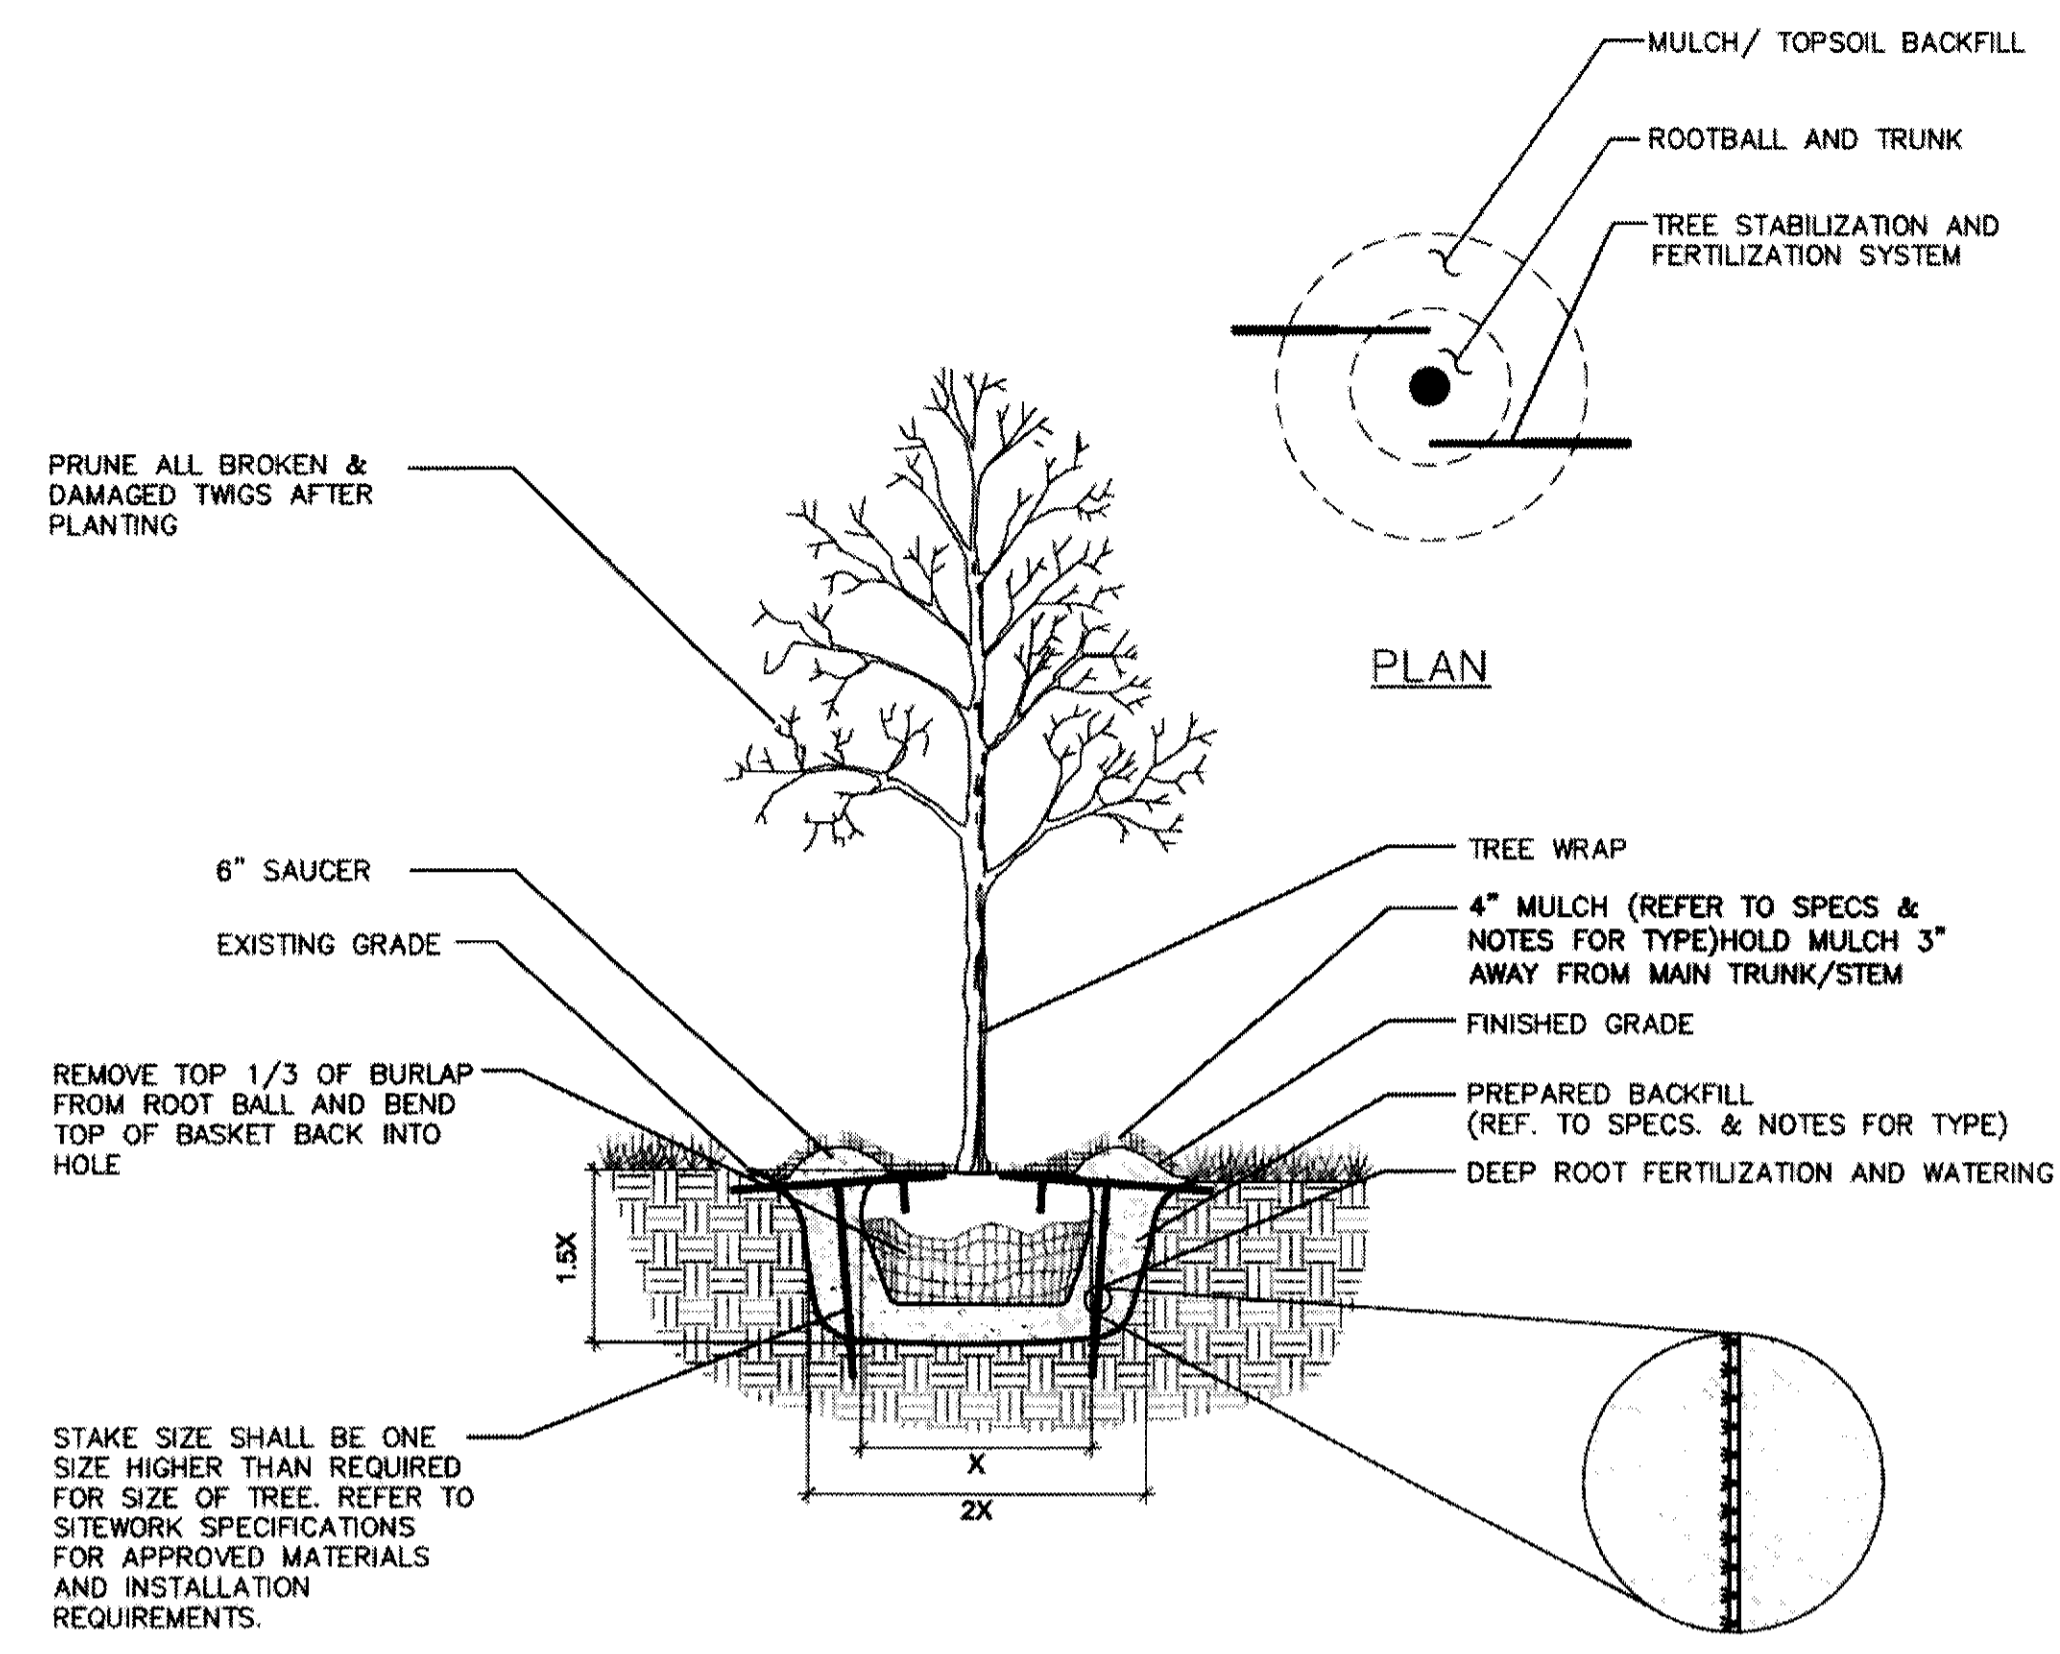 MULCH/ TOPSOIL BACKFILL
ROOTBALL AND TRUNK
TREE STABILIZATION AND
FERTILIZATION SYSTEM
PLAN
PRUNE ALL BROKEN &
DAMAGED TWIGS AFTER
PLANTING
6" SAUCER
EXISTING GRADE
REMOVE TOP 1/3 OF BURLAP
FROM ROOT BALL AND BEND
TOP OF BASKET BACK INTO
HOLE
STAKE SIZE SHALL BE ONE
SIZE HIGHER THAN REQUIRED
FOR SIZE OF TREE. REFER TO
SITEWORK SPECIFICATIONS
FOR APPROVED MATERIALS
AND INSTALLATION
REQUIREMENTS.
TREE WRAP
4" MULCH (REFER TO SPECS &
NOTES FOR TYPE)HOLD MULCH 3"
AWAY FROM MAIN TRUNK/STEM
FINISHED GRADE
PREPARED BACKFILL
(REF. TO SPECS. & NOTES FOR TYPE)
DEEP ROOT FERTILIZATION AND WATERING
1.5X
X
2X